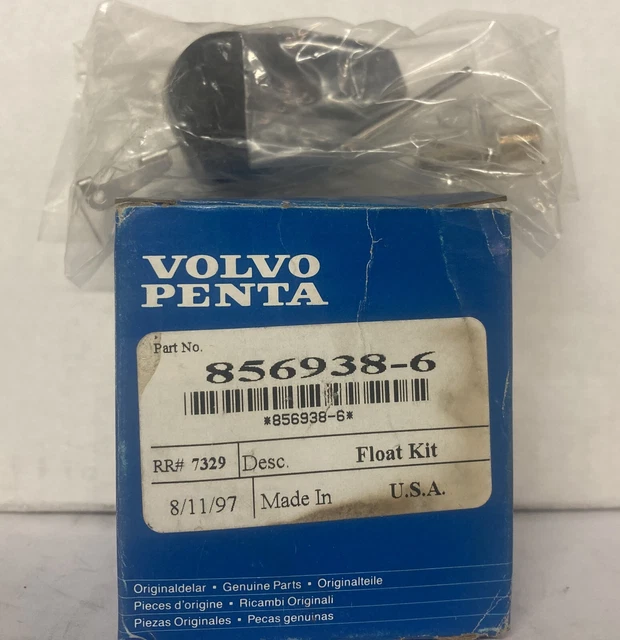 VOLVO
PENTA
Part No.
856938-6
*856938-6*
RR# 7329 Desc. Float Kit
8/11/97 Made In U.S.A.
Originaldelar ▪ Genuine Parts ▪ Originalteile
Pièces d'origine ▪ Ricambi Originali
Piezas Originales ▪ Peças genuinas